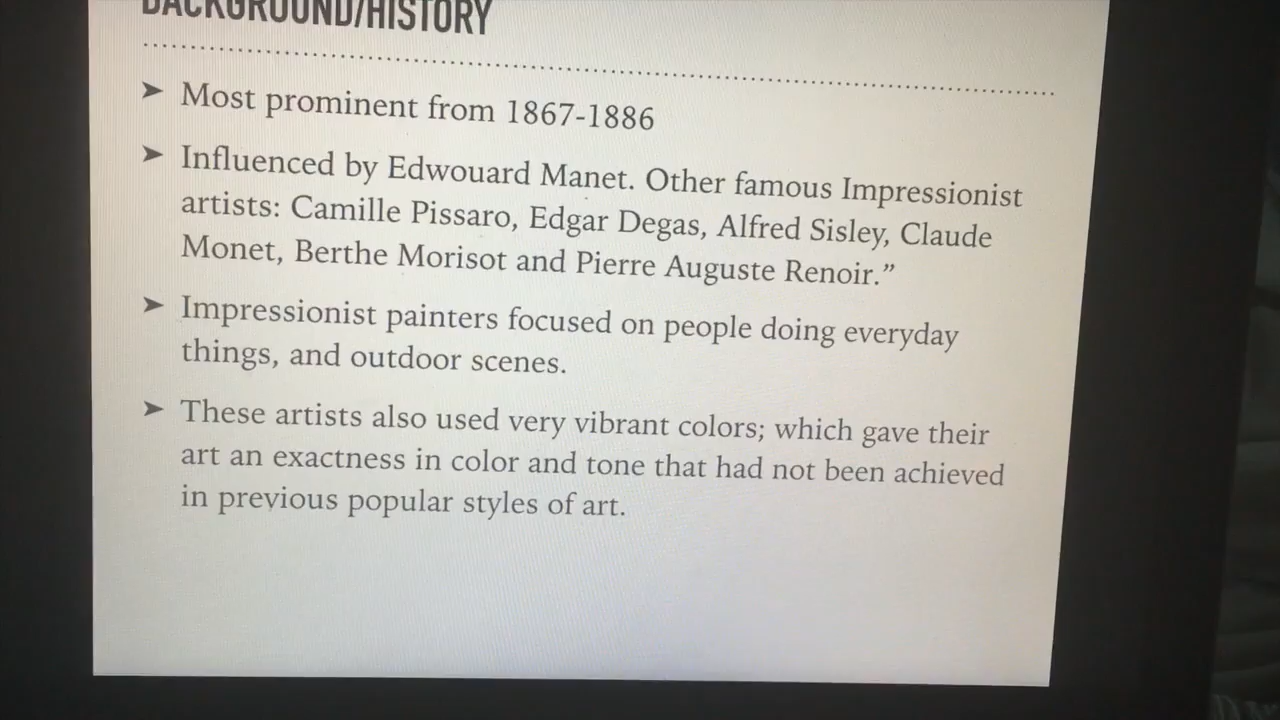 BACKGROUND/HISTORY
➤ Most prominent from 1867-1886
➤ Influenced by Edwouard Manet. Other famous Impressionist
artists: Camille Pissaro, Edgar Degas, Alfred Sisley, Claude
Monet, Berthe Morisot and Pierre Auguste Renoir.”
➤ Impressionist painters focused on people doing everyday
things, and outdoor scenes.
➤ These artists also used very vibrant colors; which gave their
art an exactness in color and tone that had not been achieved
in previous popular styles of art.